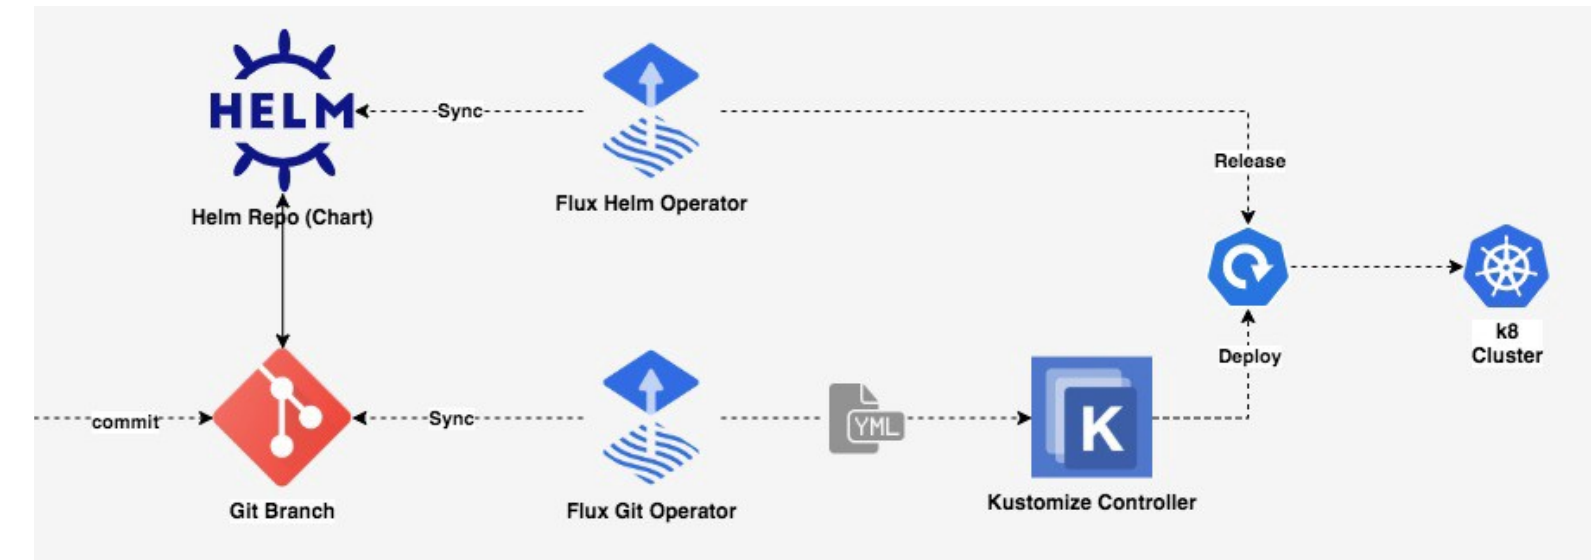 HELM
Sync
Helm Repo (Chart)
Flux Helm Operator
Release
k8
Cluster
commit
Sync
YML
K
Deploy
Git Branch
Flux Git Operator
Kustomize Controller